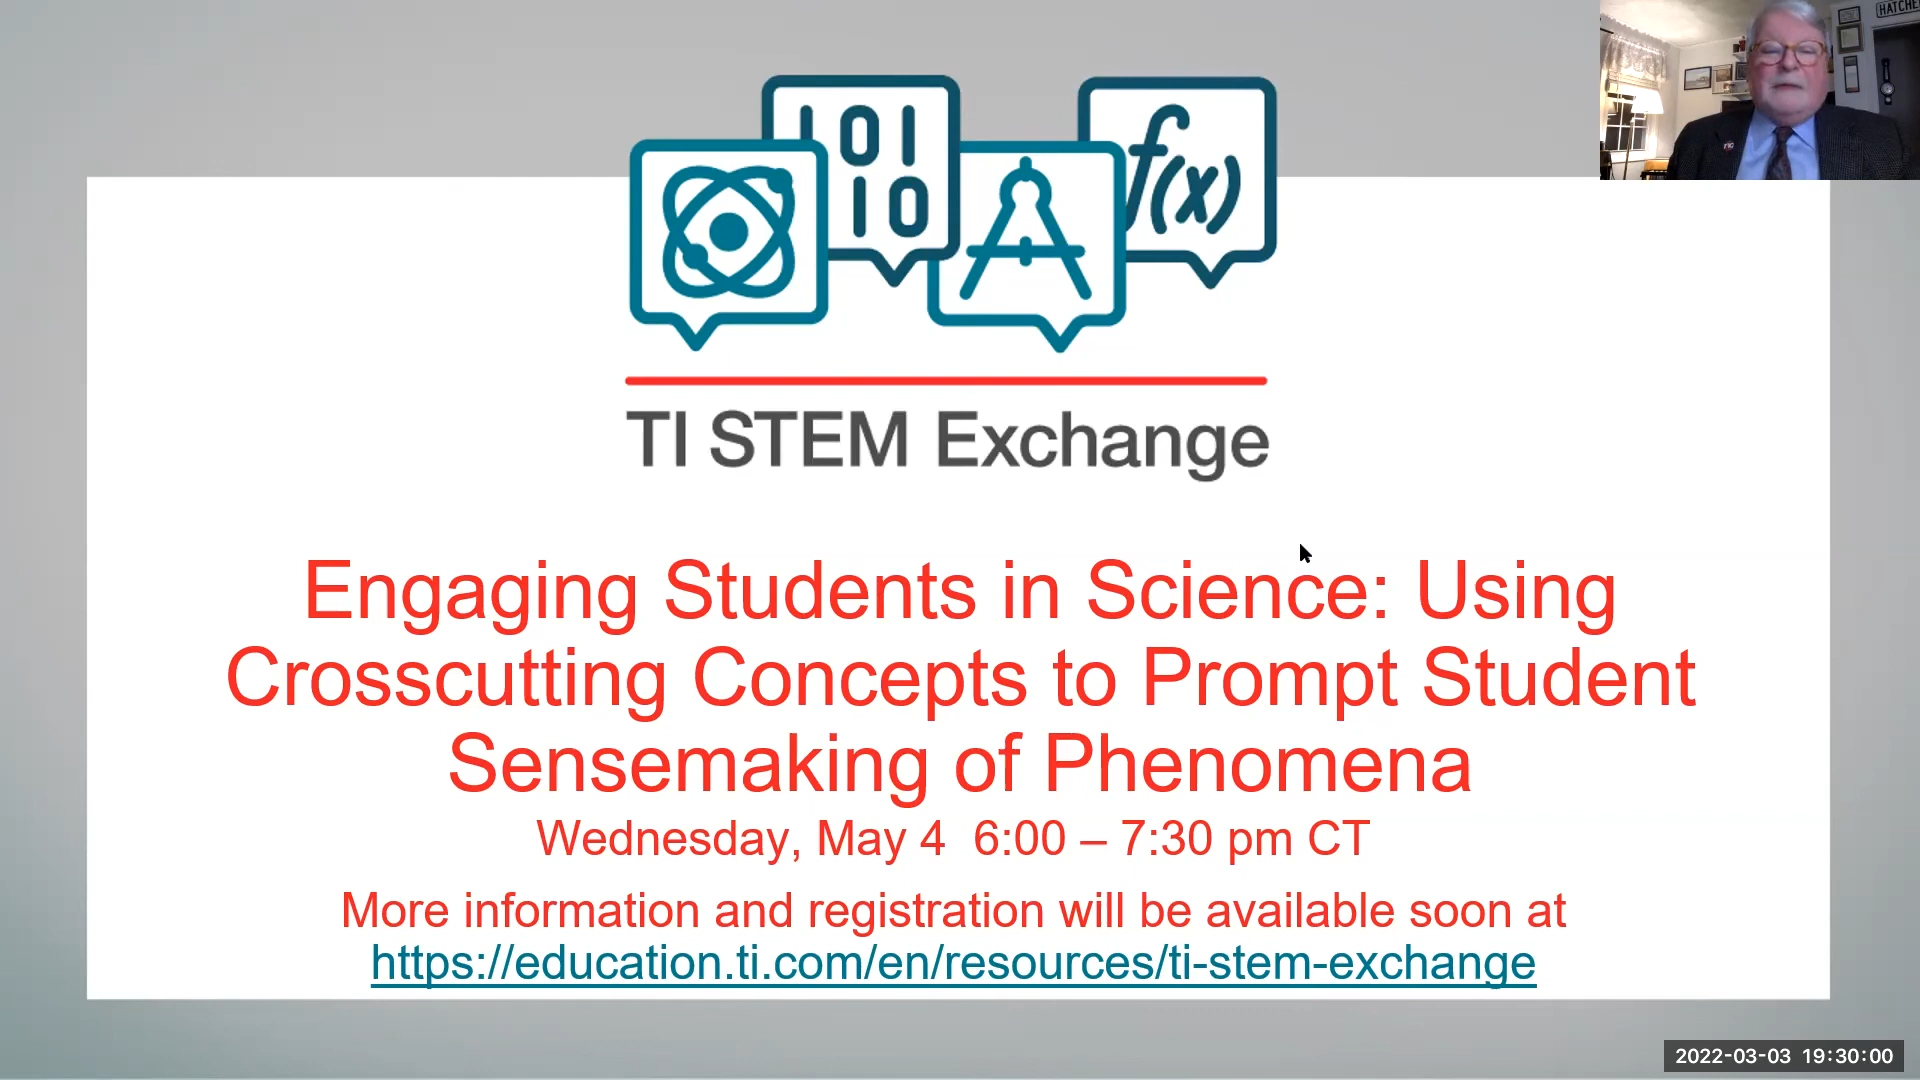 HATCHE
101
10
f(x)
TI STEM Exchange
Engaging Students in Science: Using
Crosscutting Concepts to Prompt Student
Sensemaking of Phenomena
Wednesday, May 4 6:00 – 7:30 pm CT
More information and registration will be available soon at
https://education.ti.com/en/resources/ti-stem-exchange
2022-03-03 19:30:00